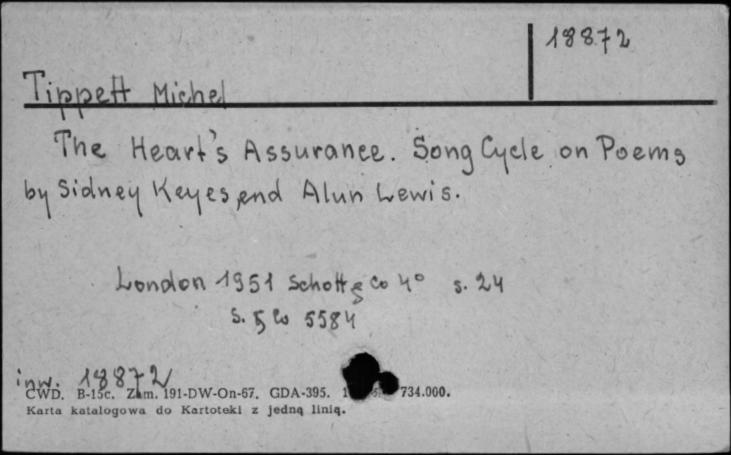 18872
Tippett Michel
The Heart's Assurance. Song Cycle on Poems
by Sidney Keyes, end Alun Lewis.
London 1951 Schott & Co 4° s. 24
S. & Co 5584
inw. 18872
CWD. B-15c. Zam. 191-DW-On-67. GDA-395. 734.000.
Karta katalogowa do Kartoteki z jedną linią.